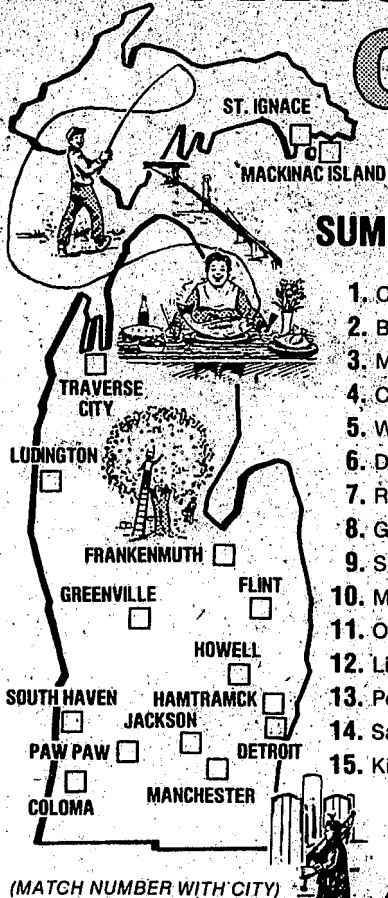 ST. IGNACE
MACKINAC ISLAND
SUM
1. C
2. B
3. M
4. C
TRAVERSE
CITY
5. W
6. D
LUDINGTON
7. R
8. G
FRANKENMUTH
9. S
GREENVILLE
FLINT
10. M
11. O
HOWELL
12. Li
SOUTH HAVEN
HAMTRAMCK
13. Po
JACKSON
14. Sa
PAW PAW
DETROIT
15. Ki
COLOMA
MANCHESTER
(MATCH NUMBER WITH CITY)